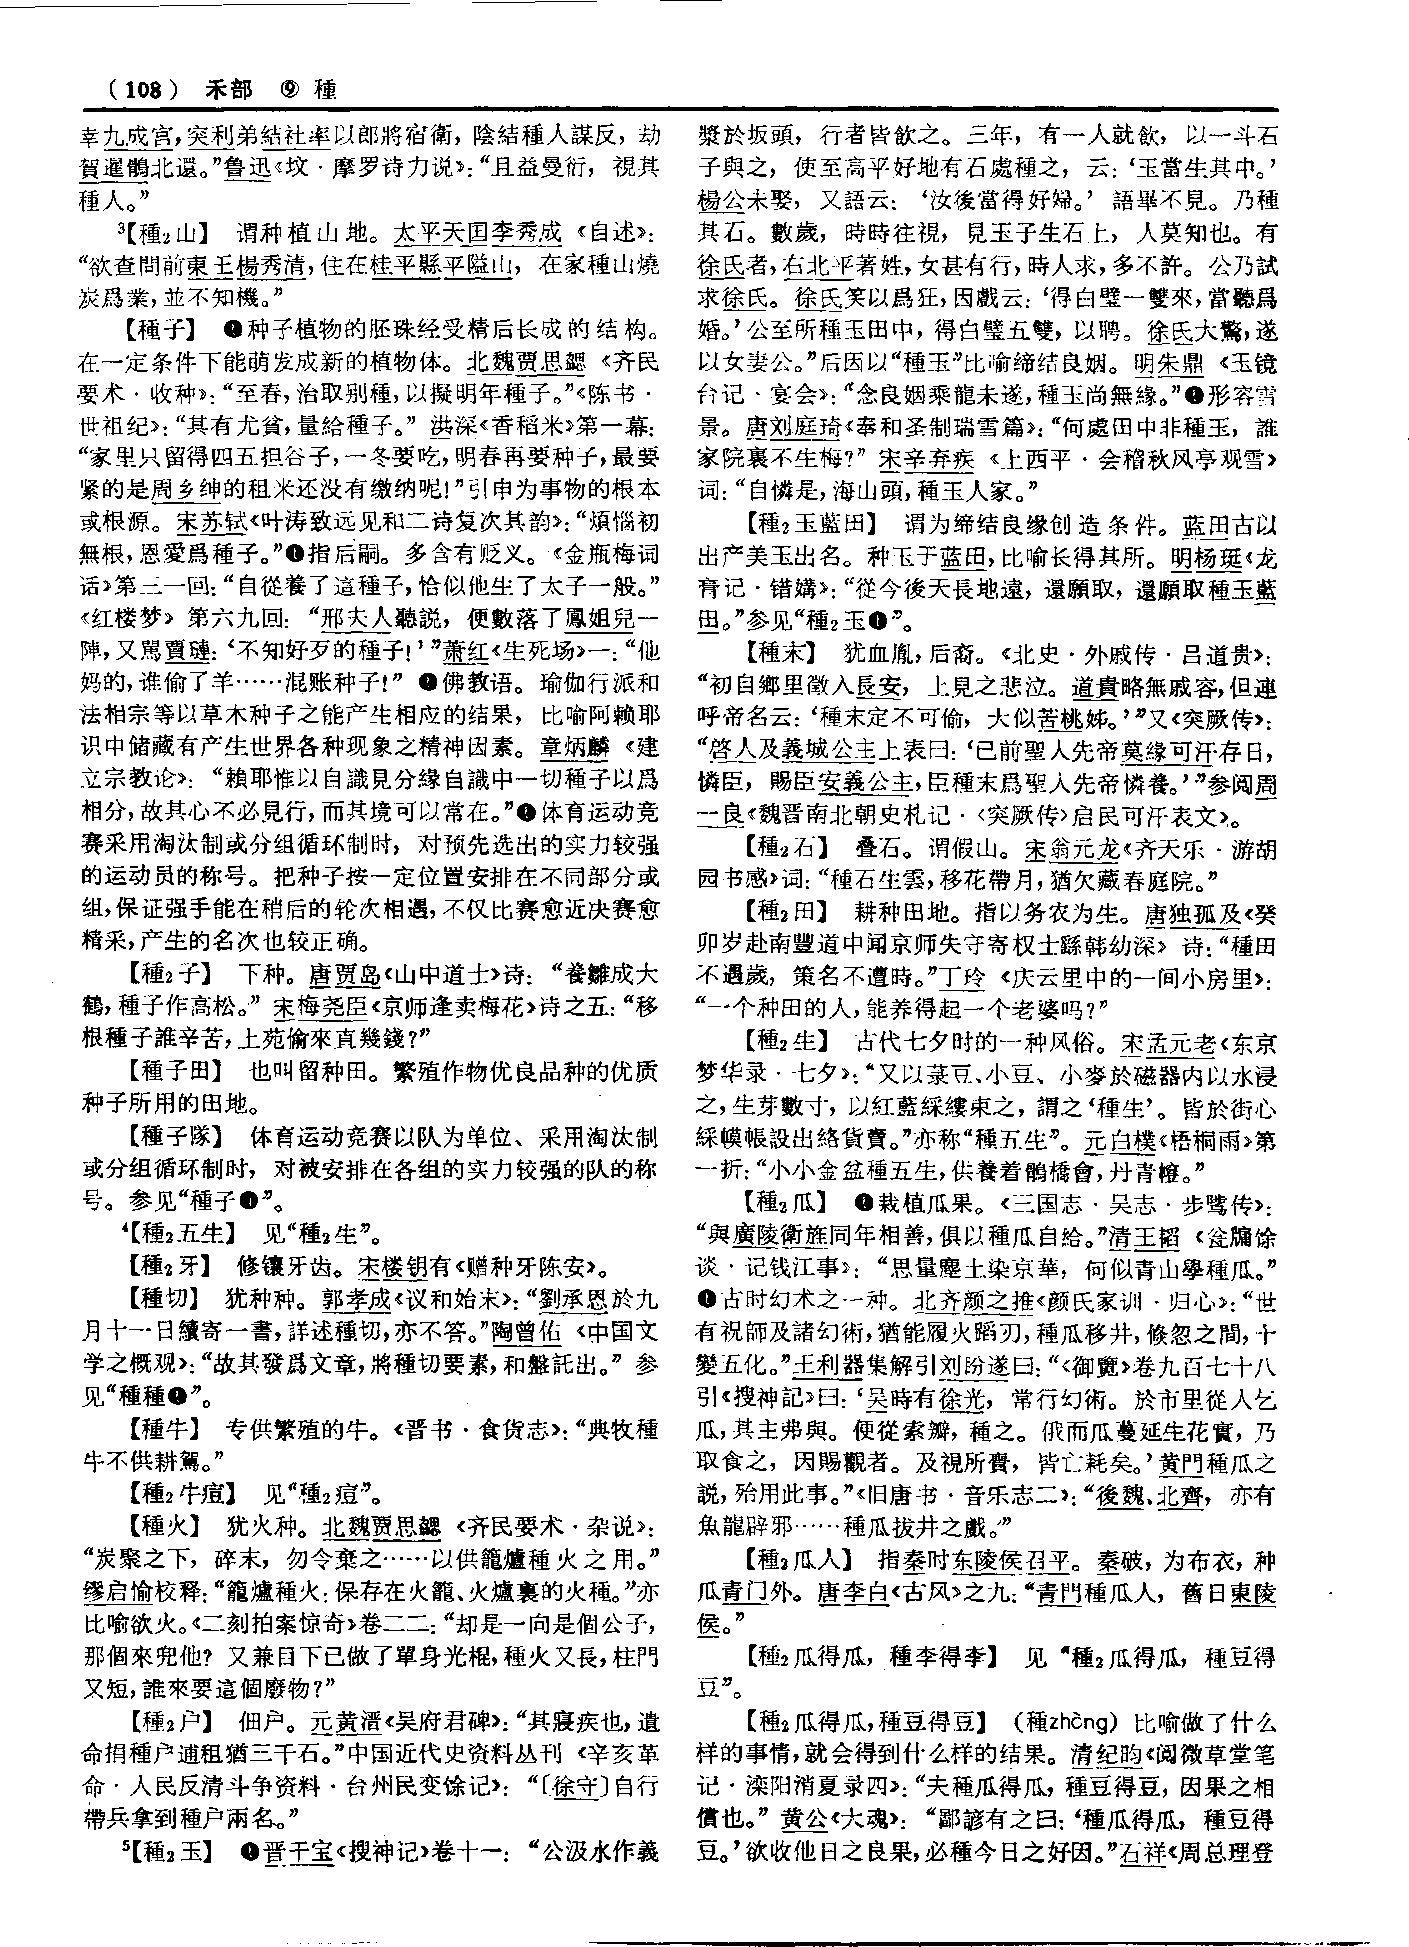 （108） 禾部 ⑨ 種
幸九成宫，突利弟結社率以郎將宿衛，陰結種人謀反，劫
賀暹鶻北還。”鲁迅《坟·摩罗诗力说》：“且益曼衍，視其
種人。”
³【種₂山】 谓种植山地。太平天囯李秀成《自述》：
“欲查問前東王楊秀清，住在桂平縣平隘山，在家種山燒
炭爲業，並不知機。”
【種子】 ❶种子植物的胚珠经受精后长成的结构。
在一定条件下能萌发成新的植物体。北魏贾思勰《齐民
要术·收种》：“至春，治取别種，以擬明年種子。”《陈书·
世祖纪》：“其有尤貧，量給種子。” 洪深《香稻米》第一幕：
“家里只留得四五担谷子，一冬要吃，明春再要种子，最要
紧的是周乡绅的租米还没有缴纳呢！”引申为事物的根本
或根源。宋苏轼《叶涛致远见和二诗复次其韵》：“煩惱初
無根，恩愛爲種子。”❷指后嗣。多含有贬义。《金瓶梅词
话》第三一回：“自從養了這種子，恰似他生了太子一般。”
《红楼梦》第六九回：“邢夫人聽説，便數落了鳳姐兒一
陣，又駡賈璉：‘不知好歹的種子！’”萧红《生死场》一：“他
妈的，谁偷了羊……混账种子！” ❸佛教语。瑜伽行派和
法相宗等以草木种子之能产生相应的结果，比喻阿赖耶
识中储藏有产生世界各种现象之精神因素。章炳麟《建
立宗教论》：“賴耶惟以自識見分緣自識中一切種子以爲
相分，故其心不必見行，而其境可以常在。”❹体育运动竞
赛采用淘汰制或分组循环制时，对预先选出的实力较强
的运动员的称号。把种子按一定位置安排在不同部分或
组，保证强手能在稍后的轮次相遇，不仅比赛愈近决赛愈
精采，产生的名次也较正确。
【種₂子】 下种。唐贾岛《山中道士》诗：“養雛成大
鶴，種子作高松。” 宋梅尧臣《京师逢卖梅花》诗之五：“移
根種子誰辛苦，上苑偷來直幾錢？”
【種子田】 也叫留种田。繁殖作物优良品种的优质
种子所用的田地。
【種子隊】 体育运动竞赛以队为单位、采用淘汰制
或分组循环制时，对被安排在各组的实力较强的队的称
号。参见“種子❹”。
⁴【種₂五生】 见“種₂生”。
【種₂牙】 修镶牙齿。宋楼钥有《赠种牙陈安》。
【種切】 犹种种。郭孝成《议和始末》：“劉承恩於九
月十一日續寄一書，詳述種切，亦不答。”陶曾佑《中国文
学之概观》：“故其發爲文章，將種切要素，和盤託出。” 参
见“種種❶”。
【種牛】 专供繁殖的牛。《晋书·食货志》：“典牧種
牛不供耕駕。”
【種₂牛痘】 见“種₂痘”。
【種火】 犹火种。北魏贾思勰《齐民要术·杂说》：
“炭聚之下，碎末，勿令棄之……以供籠爐種火之用。”
缪启愉校释：“籠爐種火：保存在火籠、火爐裏的火種。”亦
比喻欲火。《二刻拍案惊奇》卷二二：“却是一向是個公子，
那個來兜他？又兼目下已做了單身光棍，種火又長，柱門
又短，誰來要這個廢物？”
【種₂户】 佃户。元黄溍《吴府君碑》：“其寢疾也，遺
命捐種户逋租猶三千石。”中国近代史资料丛刊《辛亥革
命·人民反清斗争资料·台州民变馀记》：“〔徐守〕自行
帶兵拿到種户兩名。”
⁵【種₂玉】 ❶晋干宝《搜神记》卷十一：“公汲水作義
漿於坂頭，行者皆飲之。三年，有一人就飲，以一斗石
子與之，使至高平好地有石處種之，云：‘玉當生其中。’
楊公未娶，又語云：‘汝後當得好婦。’語畢不見。乃種
其石。數歲，時時往視，見玉子生石上，人莫知也。有
徐氏者，右北平著姓，女甚有行，時人求，多不許。公乃試
求徐氏。徐氏笑以爲狂，因戲云：‘得白璧一雙來，當聽爲
婚。’公至所種玉田中，得白璧五雙，以聘。徐氏大驚，遂
以女妻公。”后因以“種玉”比喻缔结良姻。明朱鼎《玉镜
台记·宴会》：“念良姻乘龍未遂，種玉尚無緣。”❷形容雪
景。唐刘庭琦《奉和圣制瑞雪篇》：“何處田中非種玉，誰
家院裏不生梅？” 宋辛弃疾《上西平·会稽秋风亭观雪》
词：“自憐是，海山頭，種玉人家。”
【種₂玉藍田】 谓为缔结良缘创造条件。蓝田古以
出产美玉出名。种玉于蓝田，比喻长得其所。明杨珽《龙
膏记·错媾》：“從今後天長地遠，還願取，還願取種玉藍
田。”参见“種₂玉❶”。
【種末】 犹血胤，后裔。《北史·外戚传·吕道贵》：
“初自鄉里徵入長安，上見之悲泣。道貴略無戚容，但連
呼帝名云：‘種末定不可偷，大似苦桃姊。’”又《突厥传》：
“啓人及義城公主上表曰：‘已前聖人先帝莫緣可汗存日，
憐臣，賜臣安義公主，臣種末爲聖人先帝憐養。’”参阅周
一良《魏晋南北朝史札记·〈突厥传〉启民可汗表文》。
【種₂石】 叠石。谓假山。宋翁元龙《齐天乐·游胡
园书感》词：“種石生雲，移花帶月，猶欠藏春庭院。”
【種₂田】 耕种田地。指以务农为生。唐独孤及《癸
卯岁赴南豐道中闻京师失守寄权士繇韩幼深》诗：“種田
不遇歲，策名不遭時。”丁玲《庆云里中的一间小房里》：
“一个种田的人，能养得起一个老婆吗？”
【種₂生】 古代七夕时的一种风俗。宋孟元老《东京
梦华录·七夕》：“又以菉豆、小豆、小麥於磁器内以水浸
之，生芽數寸，以紅藍綵縷束之，謂之‘種生’。皆於街心
綵幙帳設出絡貨賣。”亦称“種五生”。元白樸《梧桐雨》第
一折：“小小金盆種五生，供養着鵲橋會，丹青㡧。”
【種₂瓜】 ❶栽植瓜果。《三国志·吴志·步骘传》：
“與廣陵衛旌同年相善，俱以種瓜自給。”清王韬《瓮牖馀
谈·记钱江事》：“思量塵土染京華，何似青山學種瓜。”
❷古时幻术之一种。北齐颜之推《颜氏家训·归心》：“世
有祝師及諸幻術，猶能履火蹈刃，種瓜移井，倏忽之間，十
變五化。”王利器集解引刘盼遂曰：“《御覽》卷九百七十八
引《搜神記》曰：‘吴時有徐光，常行幻術。於市里從人乞
瓜，其主弗與。便從索瓣，種之。俄而瓜蔓延生花實，乃
取食之，因賜觀者。及視所賣，皆亡耗矣。’黄門種瓜之
説，殆用此事。”《旧唐书·音乐志二》：“後魏、北齊，亦有
魚龍辟邪……種瓜拔井之戲。”
【種₂瓜人】 指秦时东陵侯召平。秦破，为布衣，种
瓜青门外。唐李白《古风》之九：“青門種瓜人，舊日東陵
侯。”
【種₂瓜得瓜，種李得李】 见“種₂瓜得瓜，種豆得
豆”。
【種₂瓜得瓜，種豆得豆】（種zhòng）比喻做了什么
样的事情，就会得到什么样的结果。清纪昀《阅微草堂笔
记·滦阳消夏录四》：“夫種瓜得瓜，種豆得豆，因果之相
償也。” 黄公《大魂》：“鄙諺有之曰：‘種瓜得瓜，種豆得
豆。’欲收他日之良果，必種今日之好因。”石祥《周总理登